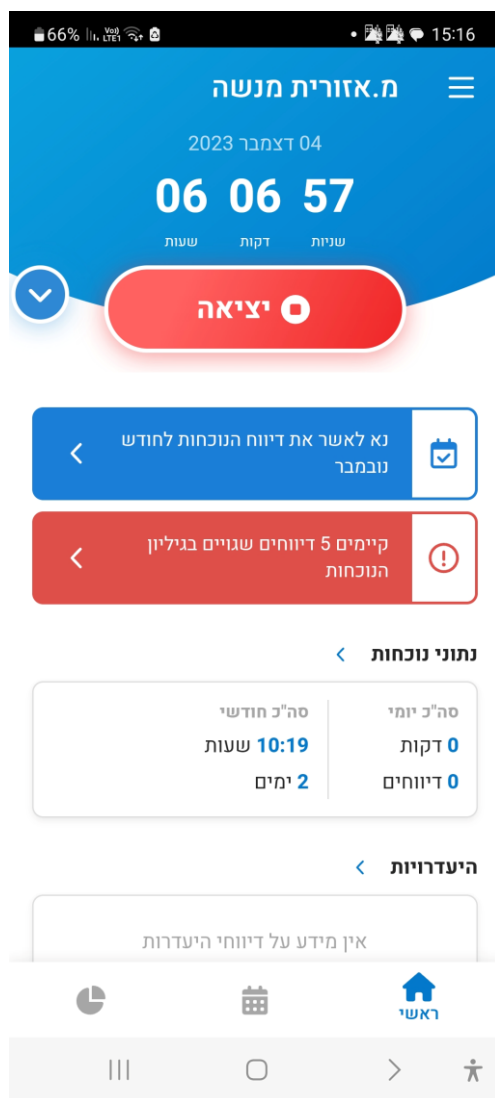 66% VoLTE1 15:16
מ.אזורית מנשה
04 דצמבר 2023
06 06 57
שעות דקות שניות
יציאה
נא לאשר את דיווח הנוכחות לחודש
נובמבר
קיימים 5 דיווחים שגויים בגיליון
הנוכחות
נתוני נוכחות
סה"כ יומי
0 דקות
0 דיווחים
סה"כ חודשי
10:19 שעות
2 ימים
היעדרויות
אין מידע על דיווחי היעדרות
ראשי